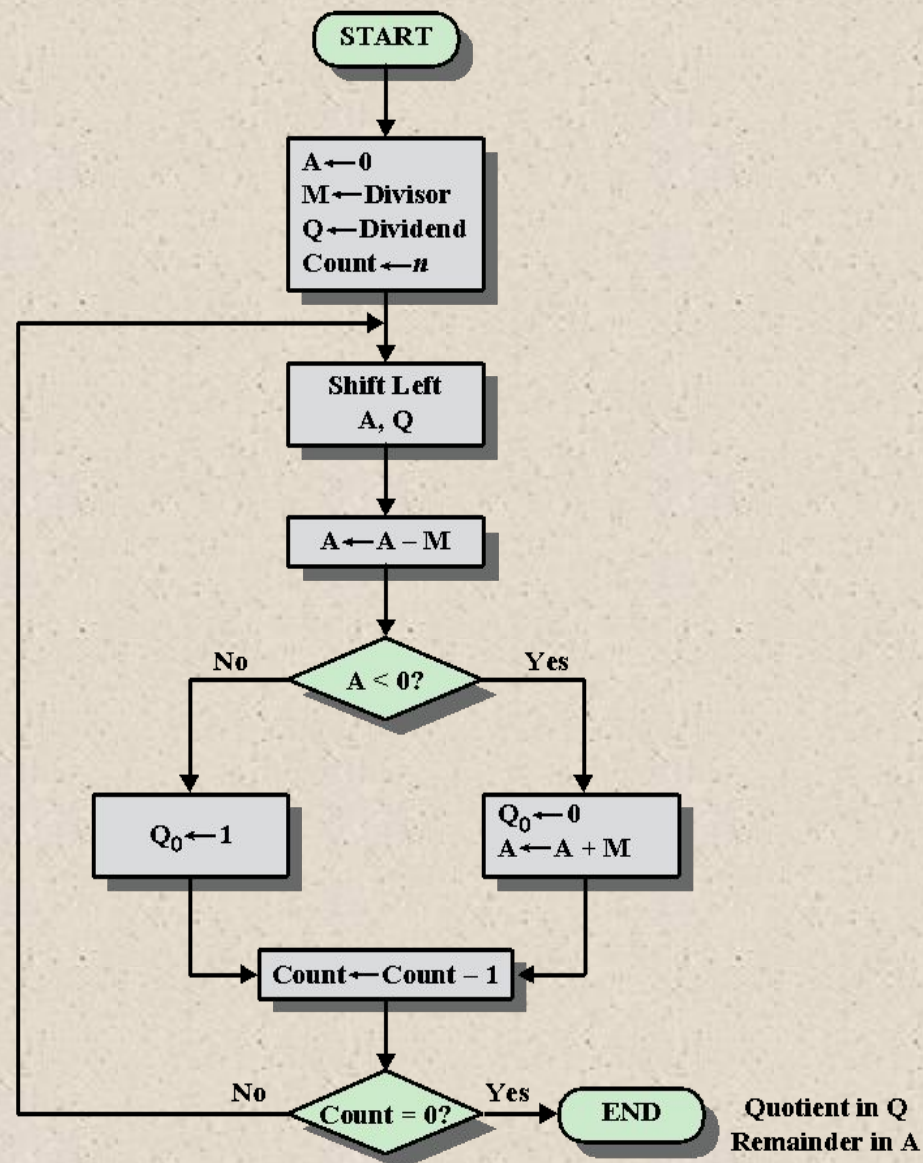 START
A←0
M←Divisor
Q←Dividend
Count←n
Shift Left
A, Q
A←A – M
No
Yes
A < 0?
Q₀←1
Q₀←0
A←A + M
Count←Count – 1
No
Yes
Count = 0?
END
Quotient in Q
Remainder in A